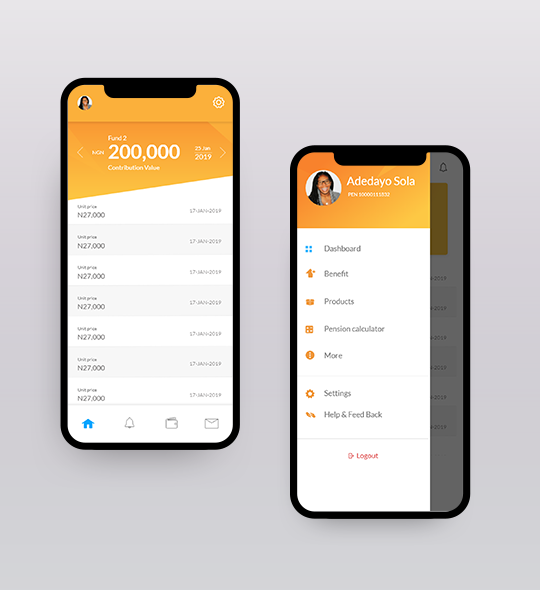 Fund 2
NGN 200,000 25 Jan
2019
Contribution Value
Unit price
N27,000 17-JAN-2019
Unit price
N27,000 17-JAN-2019
Unit price
N27,000 17-JAN-2019
Unit price
N27,000 17-JAN-2019
Unit price
N27,000 17-JAN-2019
Unit price
N27,000 17-JAN-2019
Unit price
N27,000 17-JAN-2019
Adedayo Sola
Dashboard
Benefit
Products
Pension calculator
More
Settings
Help & Feed Back
Logout